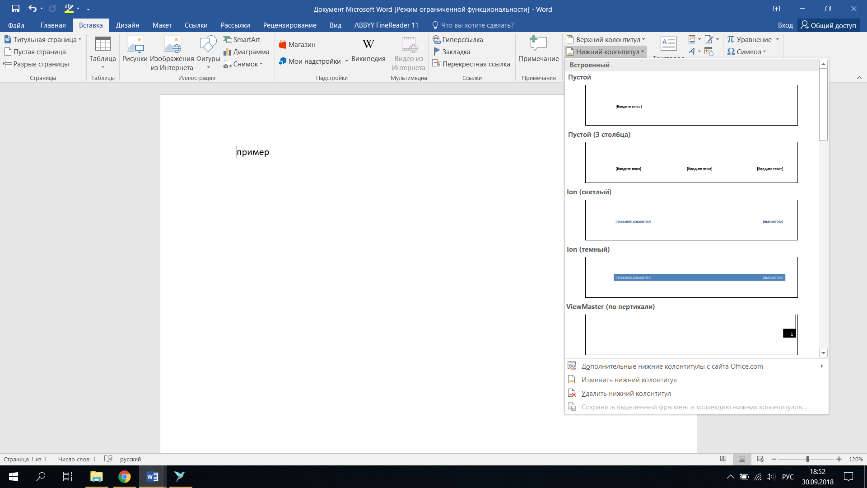 Документ Microsoft Word [Режим ограниченной функциональности] - Word
Файл Главная Вставка Дизайн Макет Ссылки Рассылки Рецензирование Вид ABBYY FineReader 11 Что вы хотите сделать? Вход Общий доступ
Титульная страница
Пустая страница
Разрыв страницы
Страницы
Таблица
Таблицы
Рисунки
Изображения из Интернета
Фигуры
SmartArt
Диаграмма
Снимок
Иллюстрации
Магазин
Мои надстройки
W
Википедия
Надстройки
Видео из Интернета
Мультимедиа
Гиперссылка
Закладка
Перекрестная ссылка
Ссылки
Примечание
Примечания
Верхний колонтитул
Нижний колонтитул
Уравнение
Символ
Встроенный
Пустой
[Введите текст]
Пустой (3 столбца)
[Введите текст] [Введите текст] [Введите текст]
Ion (светлый)
Ion (темный)
ViewMaster (по вертикали)
1
Дополнительные нижние колонтитулы с сайта Office.com
Изменить нижний колонтитул
Удалить нижний колонтитул
Сохранить выделенный фрагмент в коллекцию нижних колонтитулов...
пример
Страница 1 из 1 Число слов: 1 русский 120%
РУС
18:52
30.09.2018